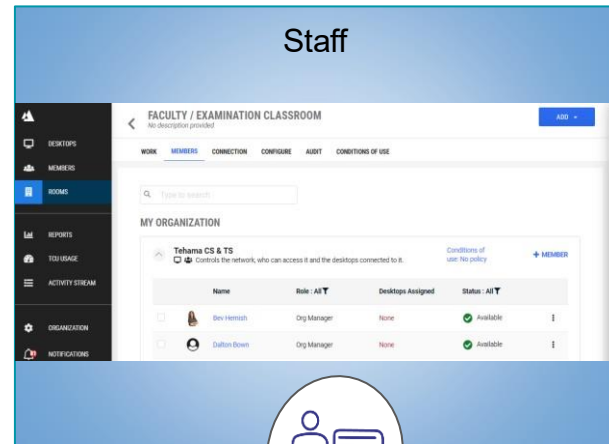 Staff
FACULTY / EXAMINATION CLASSROOM
No description provided
ADD
DESKTOPS
MEMBERS
ROOMS
REPORTS
TCU USAGE
ACTIVITY STREAM
ORGANIZATION
NOTIFICATIONS
WORK MEMBERS CONNECTION CONFIGURE AUDIT CONDITIONS OF USE
Type to search
MY ORGANIZATION
Tehama CS & TS
Controls the network, who can access it and the desktops connected to it.
Conditions of
use: No policy
+ MEMBER
Name Role : All Desktops Assigned Status : All
Dev Hemish Org Manager None Available
Dalton Bown Org Manager None Available